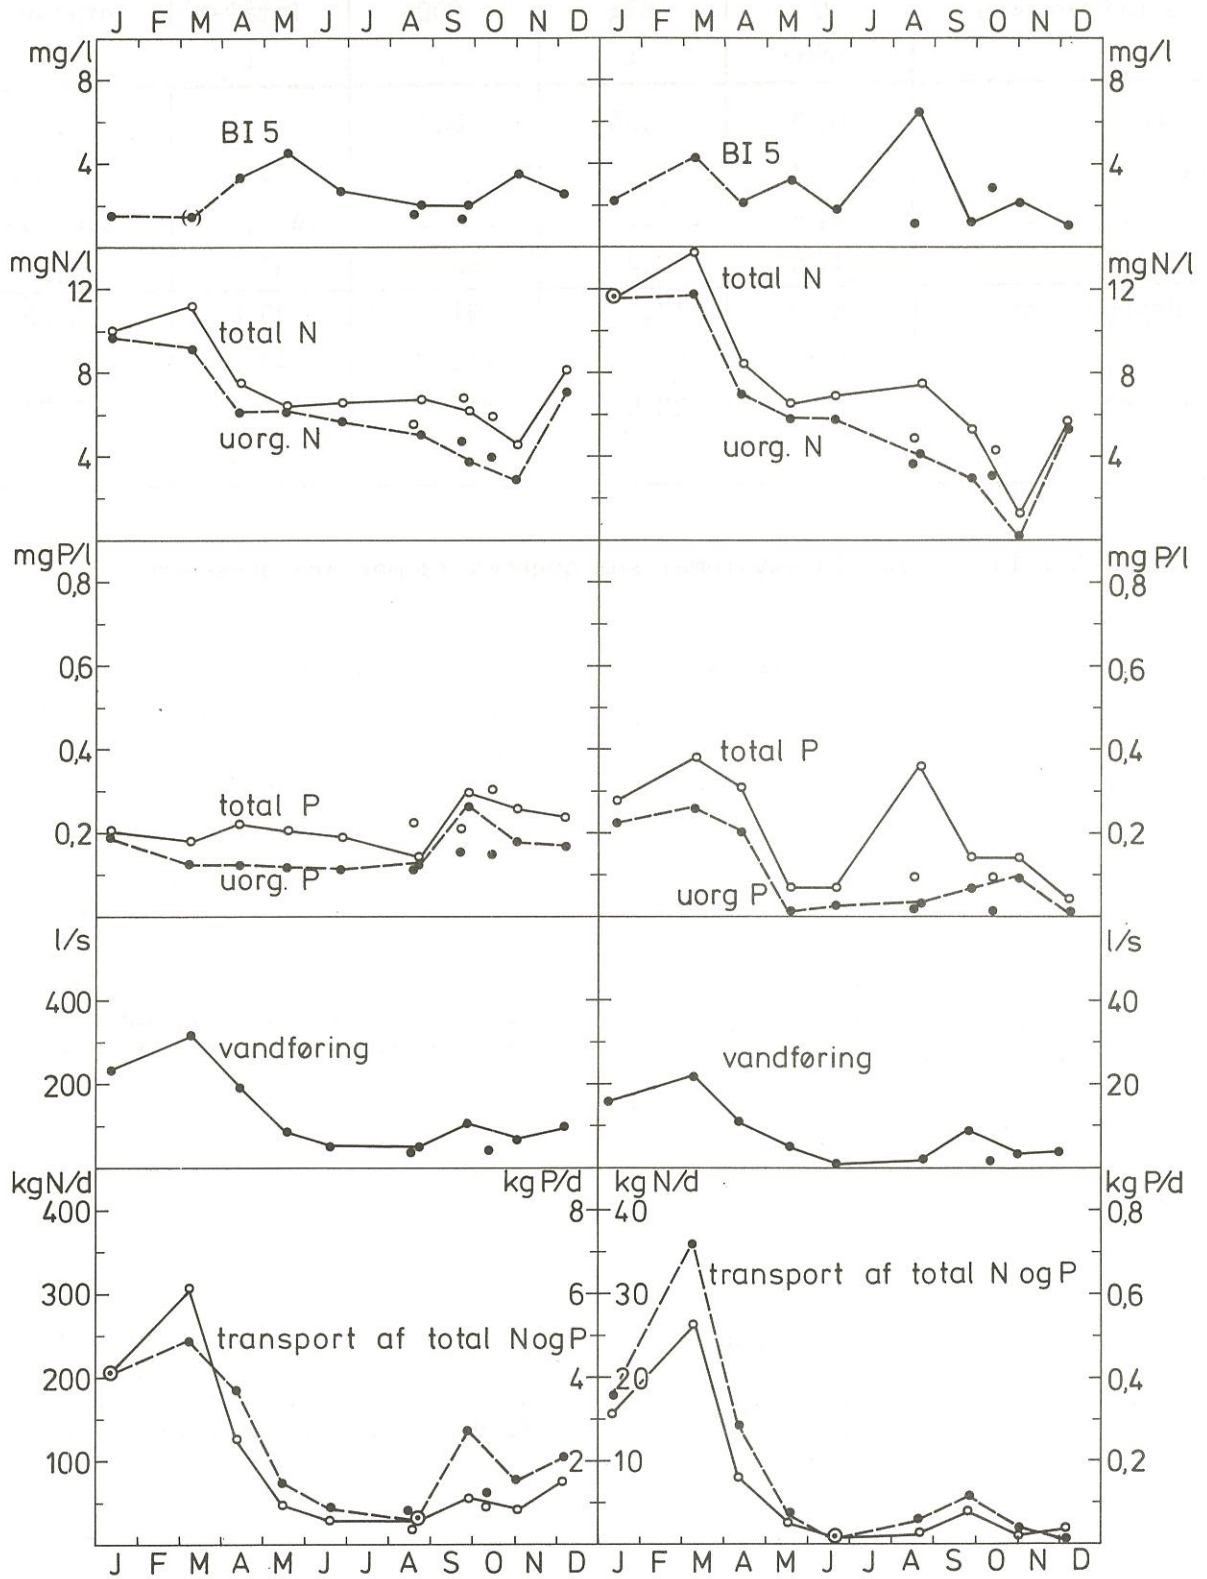 J F M A M J J A S O N D J F M A M J J A S O N D
mg/l mg/l
8 8
BI 5 BI 5
4 4
mgN/l mgN/l
12 total N 12
total N
8 8
uorg. N uorg. N
4 4
mgP/l mg P/l
0,8 0,8
0,6 0,6
0,4 total P 0,4
total P
0,2 0,2
uorg. P uorg P
l/s l/s
400 40
vandføring vandføring
200 20
kgN/d kg P/d kg N/d kg P/d
400 8 40 0,8
transport af total N og P
300 6 30 0,6
transport af total NogP
200 4 20 0,4
100 2 10 0,2
J F M A M J J A S O N D J F M A M J J A S O N D